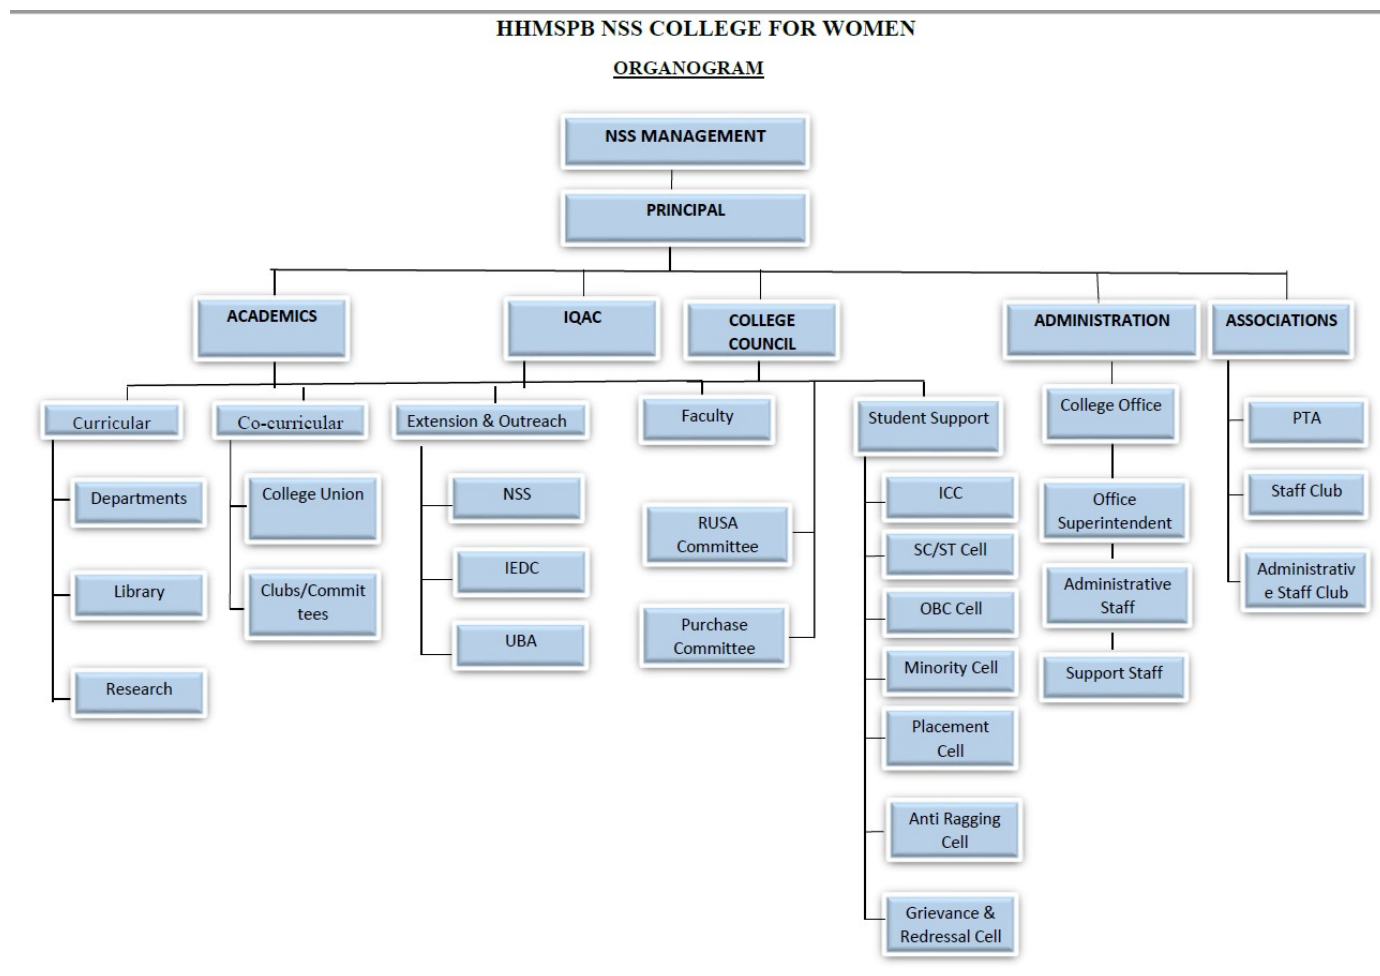 HHMSPB NSS COLLEGE FOR WOMEN
ORGANOGRAM
NSS MANAGEMENT
PRINCIPAL
ACADEMICS
IQAC
COLLEGE
COUNCIL
ADMINISTRATION
ASSOCIATIONS
Curricular
Co-curricular
Extension & Outreach
Faculty
Student Support
College Office
PTA
Departments
Library
Research
College Union
Clubs/Commit
tees
NSS
IEDC
UBA
RUSA
Committee
Purchase
Committee
ICC
SC/ST Cell
OBC Cell
Minority Cell
Placement
Cell
Anti Ragging
Cell
Grievance &
Redressal Cell
Office
Superintendent
Administrative
Staff
Support Staff
Staff Club
Administrativ
e Staff Club